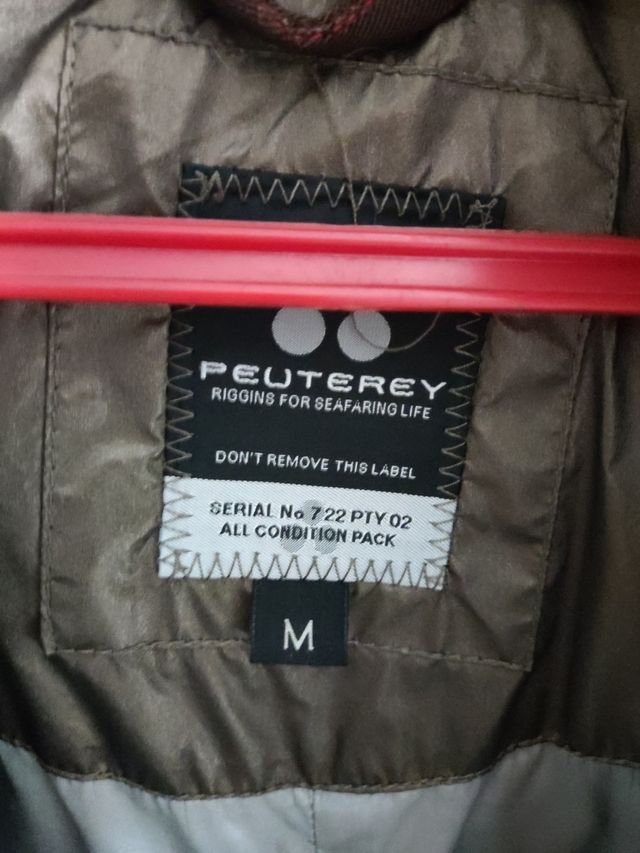 PEUTEREY
RIGGINS FOR SEAFARING LIFE
DON'T REMOVE THIS LABEL
SERIAL No 722 PTY 02
ALL CONDITION PACK
M